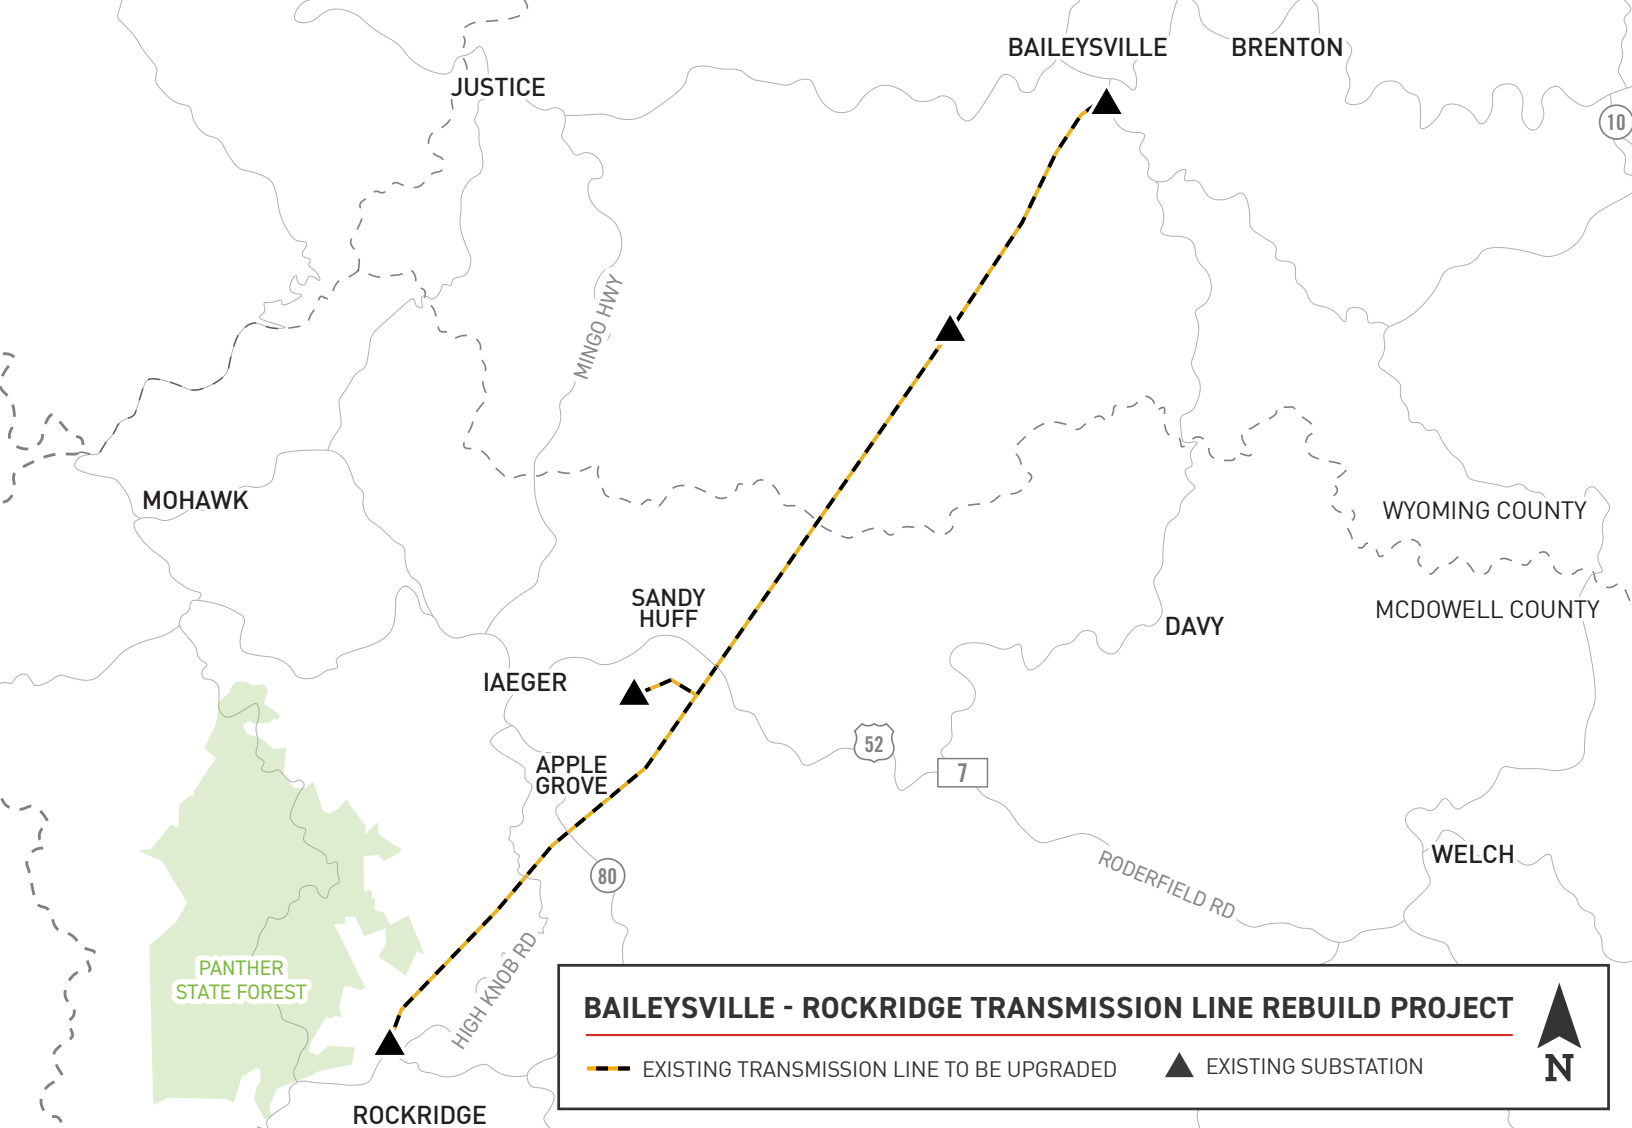 BAILEYSVILLE
BRENTON
JUSTICE
10
MINGO HWY
MOHAWK
WYOMING COUNTY
SANDY
HUFF
MCDOWELL COUNTY
DAVY
IAEGER
52
APPLE
GROVE
7
WELCH
RODERFIELD RD
80
HIGH KNOB RD
PANTHER
STATE FOREST
ROCKRIDGE
BAILEYSVILLE - ROCKRIDGE TRANSMISSION LINE REBUILD PROJECT
EXISTING TRANSMISSION LINE TO BE UPGRADED
EXISTING SUBSTATION
N